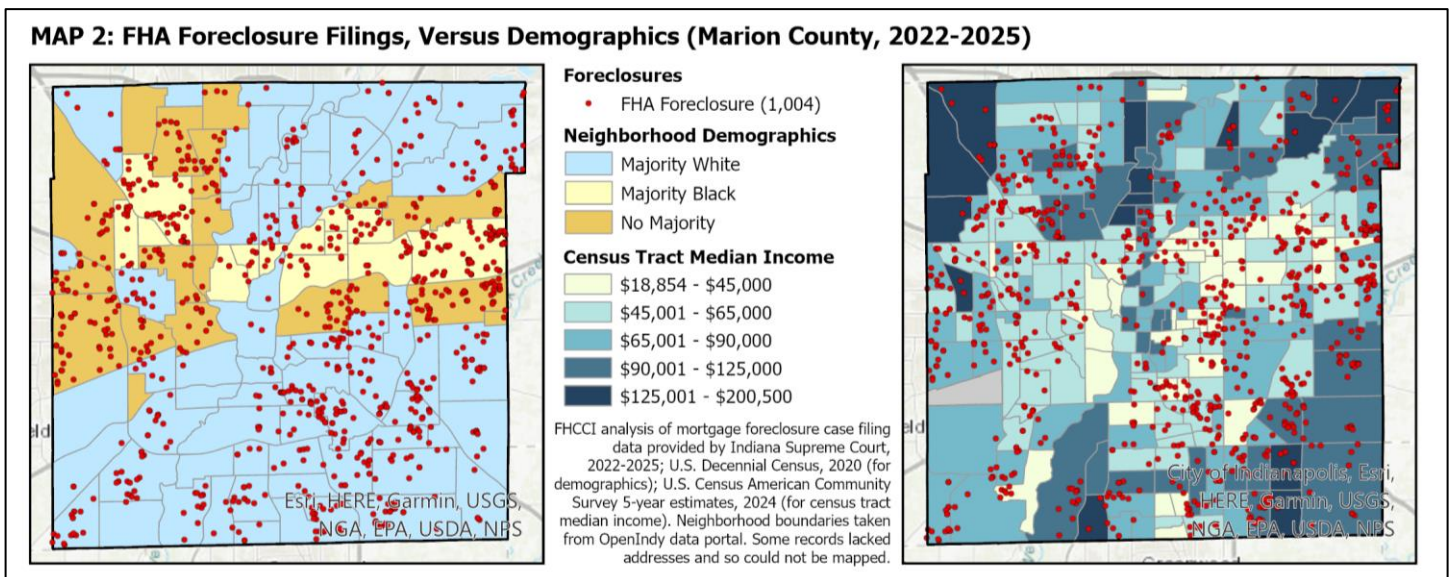 MAP 2: FHA Foreclosure Filings, Versus Demographics (Marion County, 2022-2025)
Foreclosures
FHA Foreclosure (1,004)
Neighborhood Demographics
Majority White
Majority Black
No Majority
Census Tract Median Income
$18,854 - $45,000
$45,001 - $65,000
$65,001 - $90,000
$90,001 - $125,000
$125,001 - $200,500
FHCCI analysis of mortgage foreclosure case filing
data provided by Indiana Supreme Court,
2022-2025; U.S. Decennial Census, 2020 (for
demographics); U.S. Census American Community
Survey 5-year estimates, 2024 (for census tract
median income). Neighborhood boundaries taken
from OpenIndy data portal. Some records lacked
addresses and so could not be mapped.
Esri, HERE, Garmin, USGS,
NGA, EPA, USDA, NPS
City of Indianapolis, Esri,
HERE, Garmin, USGS,
NGA, EPA, USDA, NPS